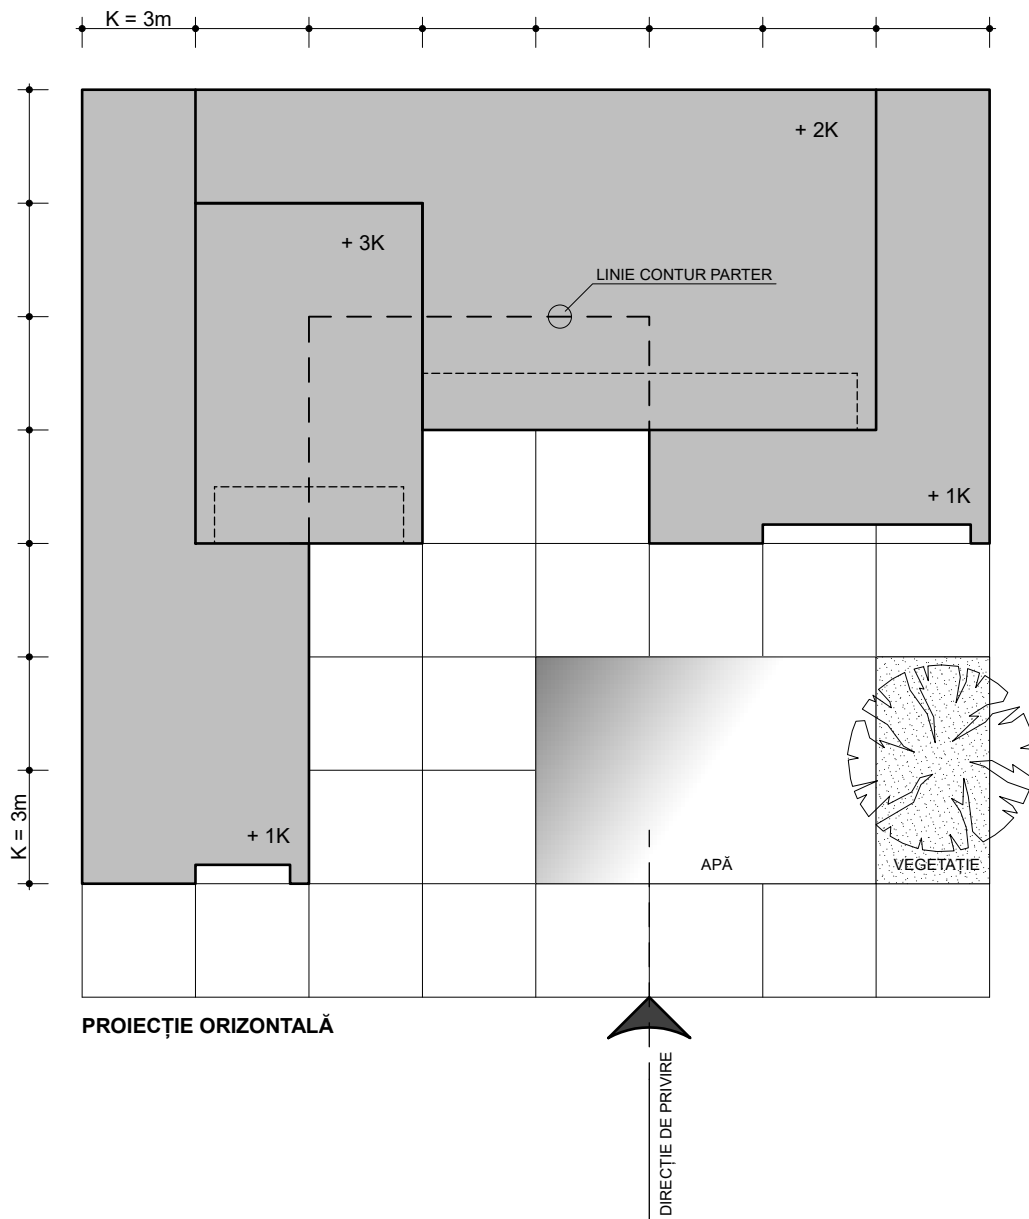 K = 3m
+ 2K
+ 3K
LINIE CONTUR PARTER
+ 1K
K = 3m
+ 1K
APĂ
VEGETAȚIE
PROIECȚIE ORIZONTALĂ
DIRECȚIE DE PRIVIRE